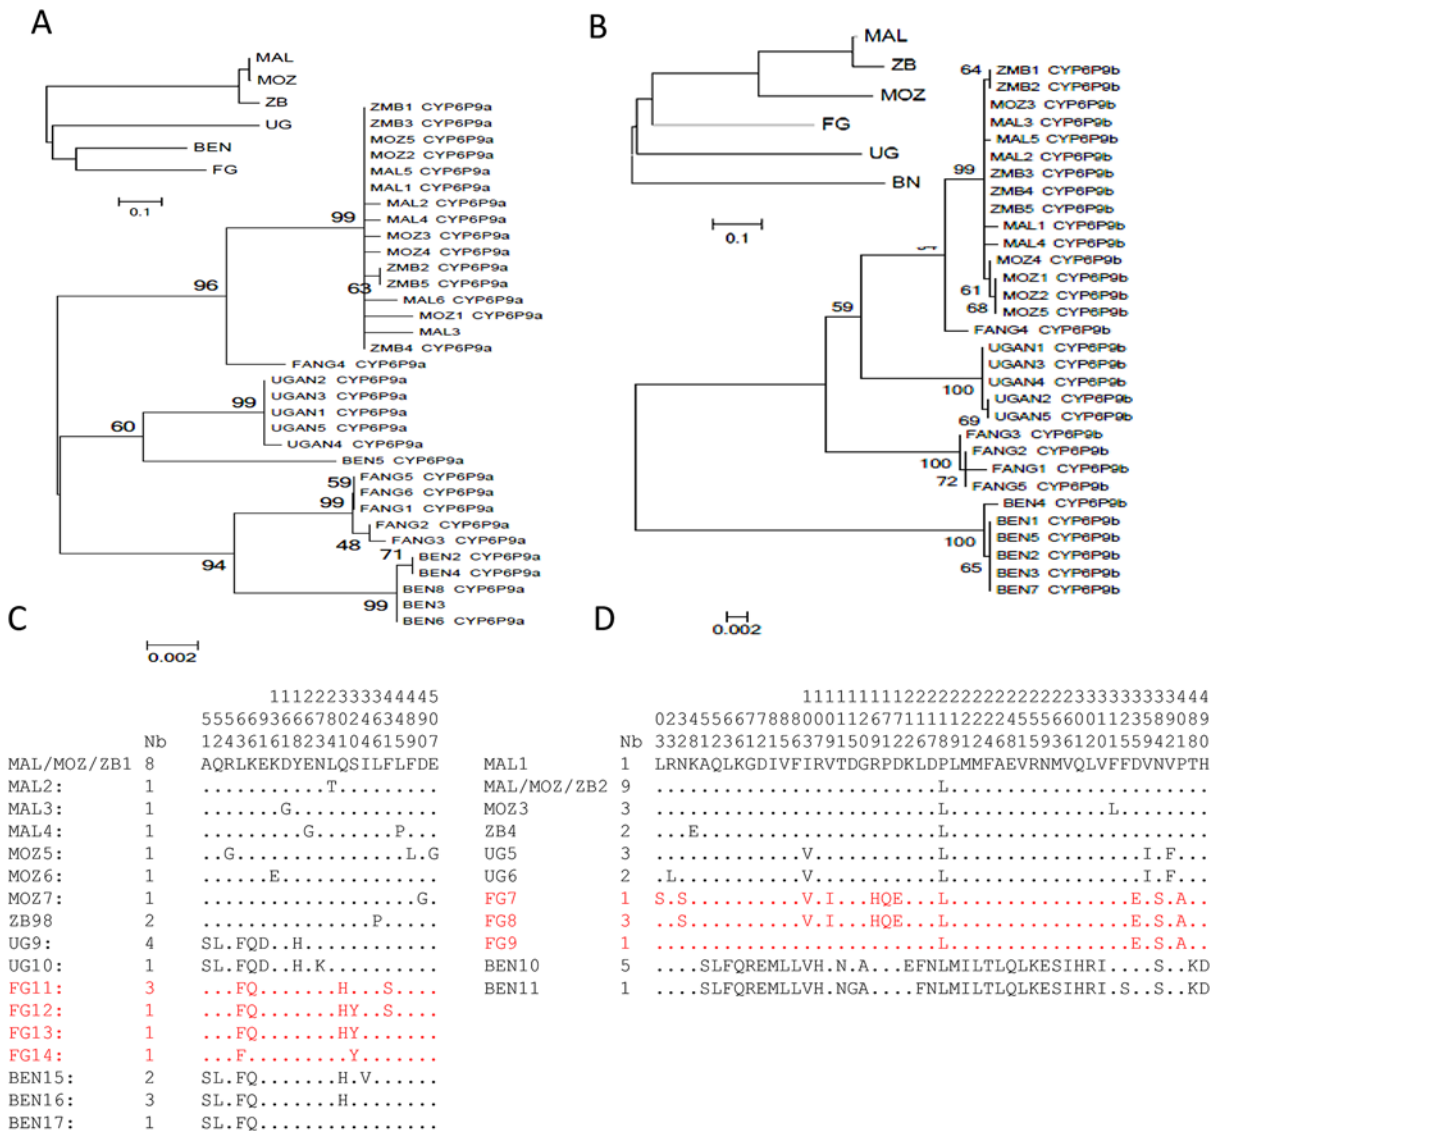 A
MAL
MOZ
ZB
UG
BEN
FG
0.1
ZMB1 CYP6P9a
ZMB3 CYP6P9a
MOZ5 CYP6P9a
MOZ2 CYP6P9a
MAL5 CYP6P9a
MAL1 CYP6P9a
MAL2 CYP6P9a
MAL4 CYP6P9a
MOZ3 CYP6P9a
MOZ4 CYP6P9a
ZMB2 CYP6P9a
ZMB5 CYP6P9a
MAL6 CYP6P9a
MOZ1 CYP6P9a
MAL3
ZMB4 CYP6P9a
FANG4 CYP6P9a
UGAN2 CYP6P9a
UGAN3 CYP6P9a
UGAN1 CYP6P9a
UGAN5 CYP6P9a
UGAN4 CYP6P9a
BEN5 CYP6P9a
FANG5 CYP6P9a
FANG6 CYP6P9a
FANG1 CYP6P9a
FANG2 CYP6P9a
FANG3 CYP6P9a
BEN2 CYP6P9a
BEN4 CYP6P9a
BEN8 CYP6P9a
BEN3
BEN6 CYP6P9a
99
63
96
99
60
59
99
48
71
94
99
0.002
B
MAL
ZB
MOZ
FG
UG
BN
0.1
ZMB1 CYP6P9b
ZMB2 CYP6P9b
MOZ3 CYP6P9b
MAL3 CYP6P9b
MAL5 CYP6P9b
MAL2 CYP6P9b
ZMB3 CYP6P9b
ZMB4 CYP6P9b
ZMB5 CYP6P9b
MAL1 CYP6P9b
MAL4 CYP6P9b
MOZ4 CYP6P9b
MOZ1 CYP6P9b
MOZ2 CYP6P9b
MOZ5 CYP6P9b
FANG4 CYP6P9b
UGAN1 CYP6P9b
UGAN3 CYP6P9b
UGAN4 CYP6P9b
UGAN2 CYP6P9b
UGAN5 CYP6P9b
FANG3 CYP6P9b
FANG2 CYP6P9b
FANG1 CYP6P9b
FANG5 CYP6P9b
BEN4 CYP6P9b
BEN1 CYP6P9b
BEN5 CYP6P9b
BEN2 CYP6P9b
BEN3 CYP6P9b
BEN7 CYP6P9b
64
99
61
68
59
100
69
100
72
100
65
0.002
C
111222233334445
5556693667802463890
Nb 1243161182341046 15907
MAL/MOZ/ZB1 8 AQRLKEKDYENLQSILFLFDE
MAL2: 1 ...........T.........
MAL3: 1 .......G.............
MAL4: 1 .........G.......P...
MOZ5: 1 ..G...............L.G
MOZ6: 1 ......E..............
MOZ7: 1 ...................G.
ZB98 2 ...............P.....
UG9: 4 SL.FQD..H............
UG10: 1 SL.FQD..H.K..........
FG11: 3 ...FQ.......H...S....
FG12: 1 ...FQ.......HY..S....
FG13: 1 ...FQ.......HY.......
FG14: 1 ...F.........Y.......
BEN15: 2 SL.FQ.......H.V......
BEN16: 3 SL.FQ.......H........
BEN17: 1 SL.FQ................
D
Nb
MAL1 1 LRNKAQLKGDIVFIRVTDGRPDKLDPLMMFAEVRNMVQLVFFDVNVPTH
MAL/MOZ/ZB2 9 .........................L.......................
MOZ3 3 .........................L..............L........
ZB4 2 ...E.....................L.......................
UG5 3 .............V...........L.................I.F...
UG6 2 .L...........V...........L.................I.F...
FG7 1 S.S..........V.I...HQE...L................E.S.A..
FG8 3 ..S..........V.I...HQE...L................E.S.A..
FG9 1 .........................L................E.S.A..
BEN10 5 ....SLFQREMLLVH.N.A...EFNLMILTLQLKESIHRI....S..KD
BEN11 1 ....SLFQREMLLVH.NGA....FNLMILTLQLKESIHRI.S..S..KD